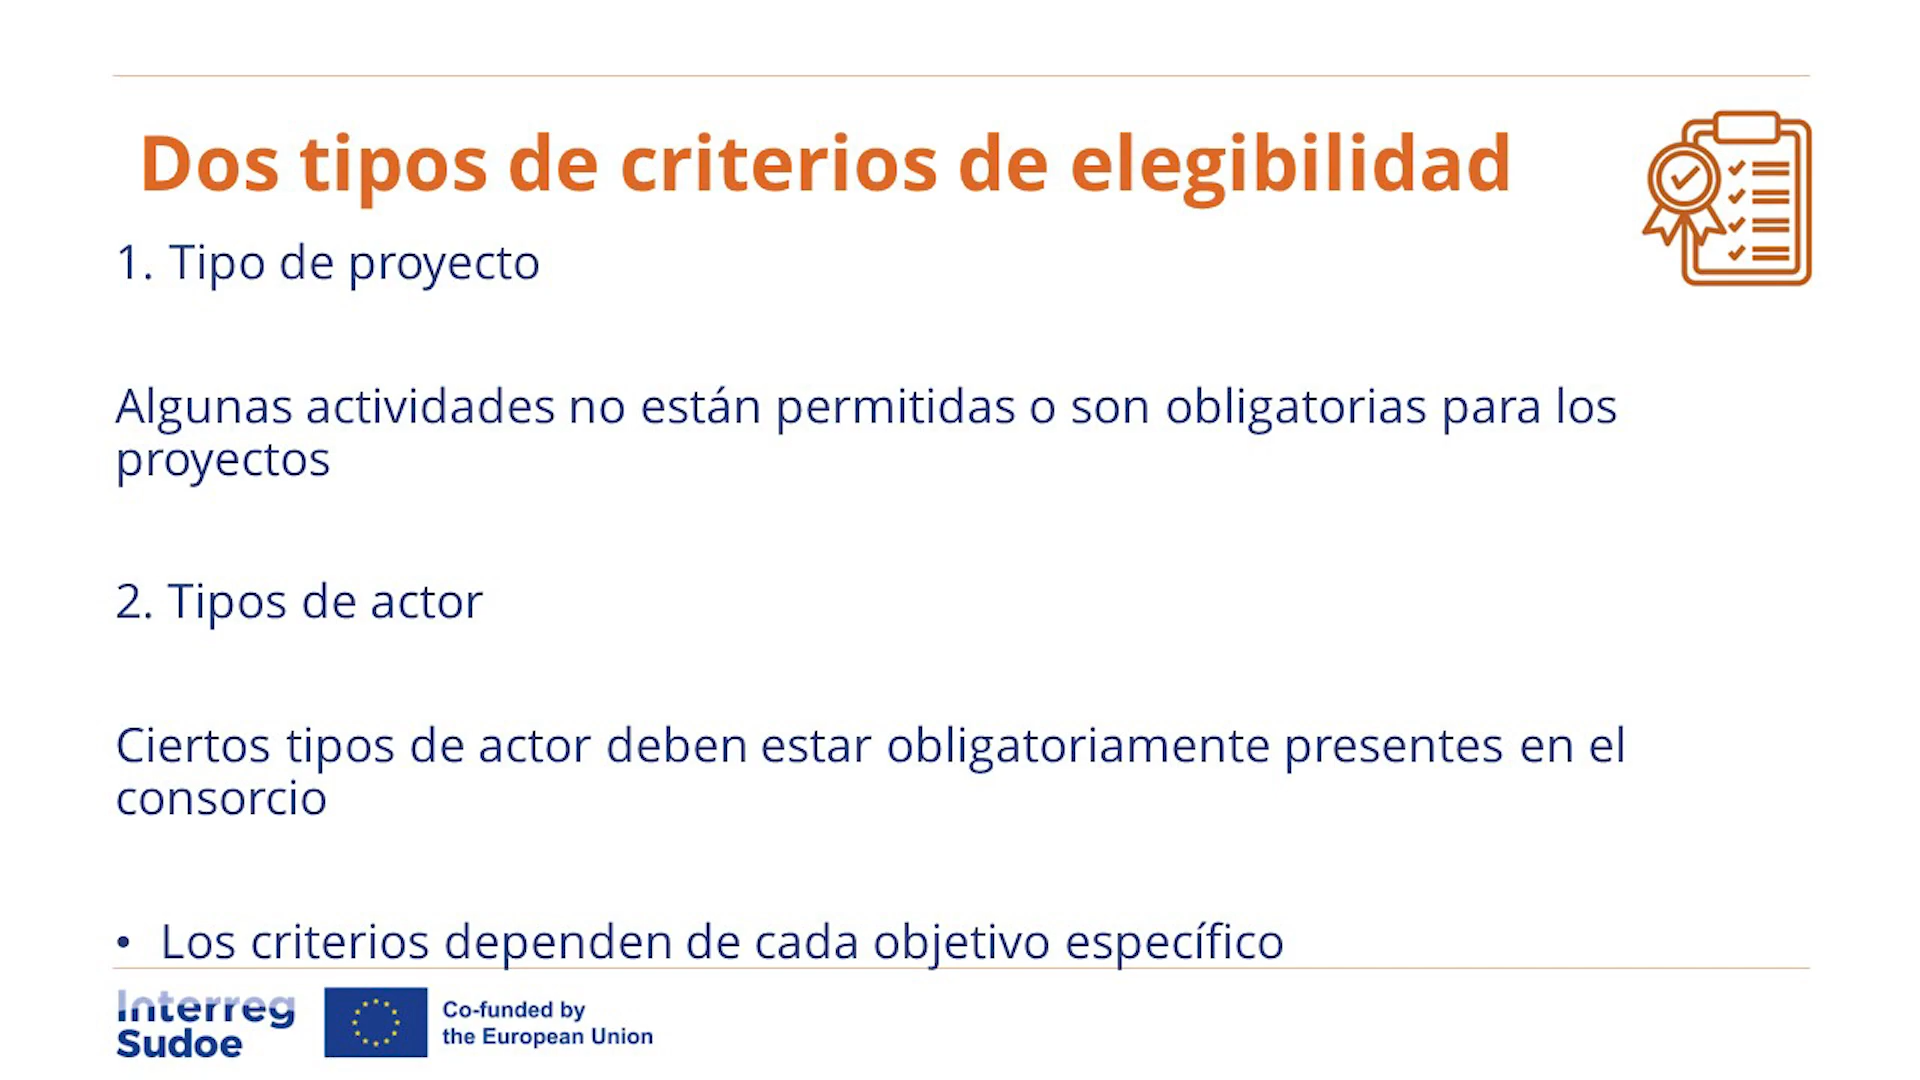 Dos tipos de criterios de elegibilidad
1. Tipo de proyecto
Algunas actividades no están permitidas o son obligatorias para los
proyectos
2. Tipos de actor
Ciertos tipos de actor deben estar obligatoriamente presentes en el
consorcio
• Los criterios dependen de cada objetivo específico
Interreg
Sudoe
Co-funded by
the European Union